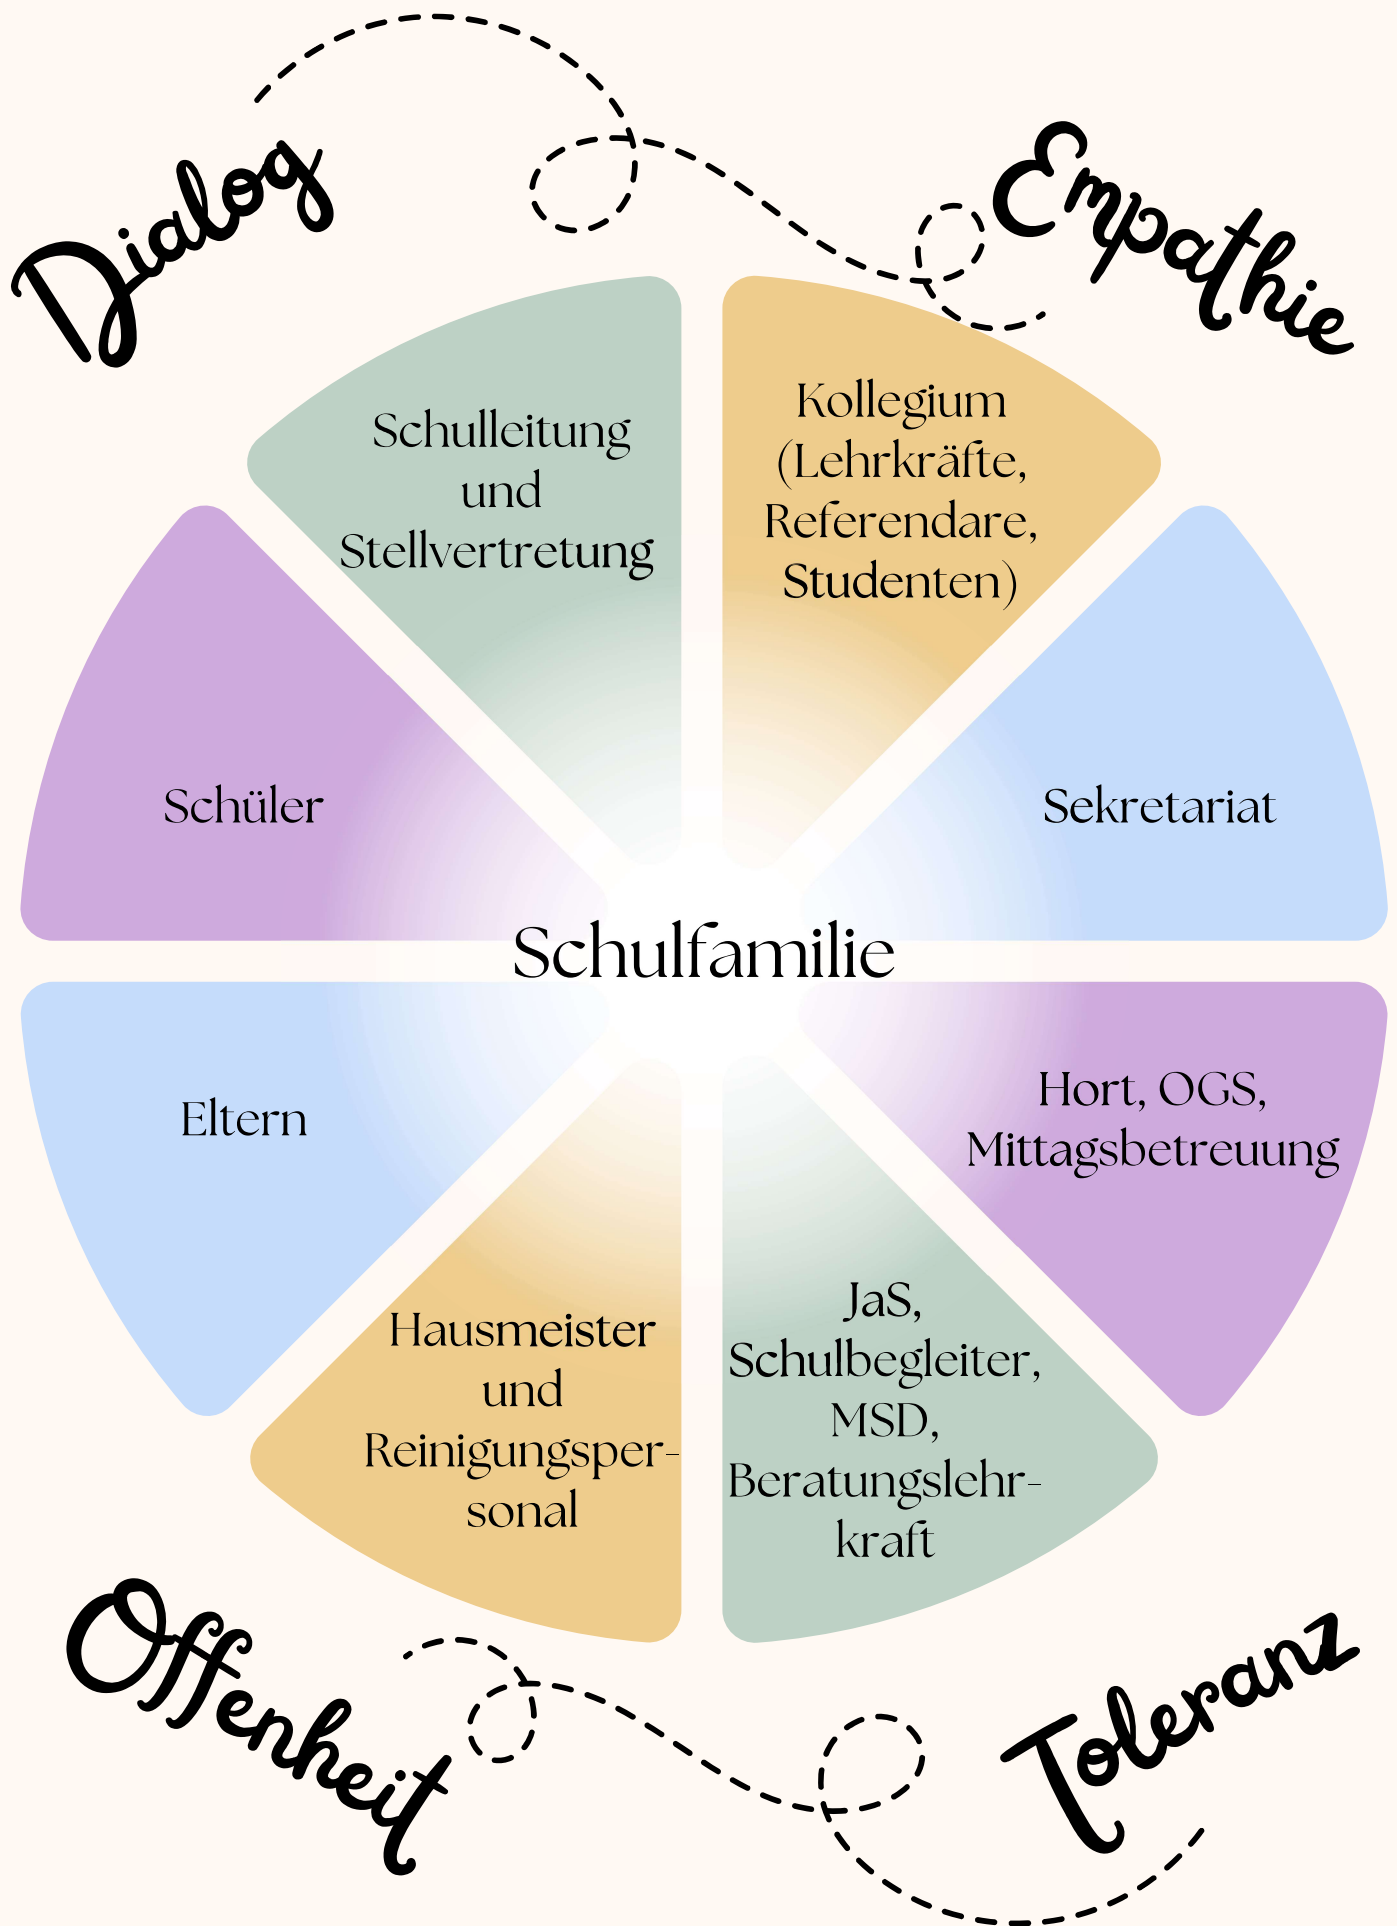 Dialog
Empathie
Schulleitung
und
Stellvertretung
Kollegium
(Lehrkräfte,
Referendare,
Studenten)
Schüler
Sekretariat
Schulfamilie
Eltern
Hort, OGS,
Mittagsbetreuung
Hausmeister
und
Reinigungsper-
sonal
JaS,
Schulbegleiter,
MSD,
Beratungslehr-
kraft
Offenheit
Toleranz